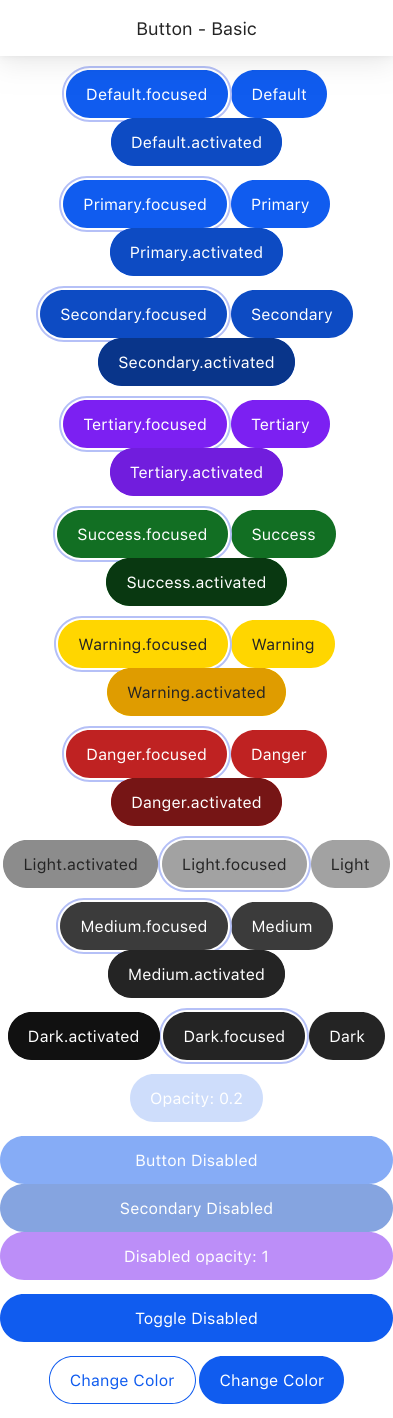 Button - Basic
Default.focused Default
Default.activated
Primary.focused Primary
Primary.activated
Secondary.focused Secondary
Secondary.activated
Tertiary.focused Tertiary
Tertiary.activated
Success.focused Success
Success.activated
Warning.focused Warning
Warning.activated
Danger.focused Danger
Danger.activated
Light.activated Light.focused Light
Medium.focused Medium
Medium.activated
Dark.activated Dark.focused Dark
Opacity: 0.2
Button Disabled
Secondary Disabled
Disabled opacity: 1
Toggle Disabled
Change Color Change Color